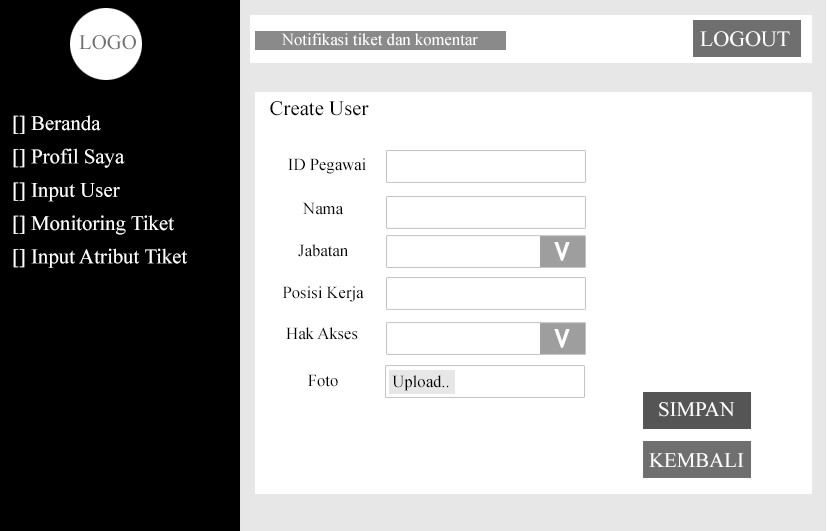 LOGO
[] Beranda
[] Profil Saya
[] Input User
[] Monitoring Tiket
[] Input Atribut Tiket
Notifikasi tiket dan komentar
LOGOUT
Create User
ID Pegawai
Nama
Jabatan
V
Posisi Kerja
Hak Akses
V
Foto
Upload..
SIMPAN
KEMBALI